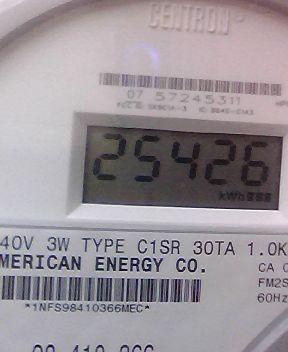 CENTRON
07 57245311
25426
kWh
40V 3W TYPE C1SR 30TA 1.0K
MERICAN ENERGY CO.
CA
FM2S
60Hz
*1NFS98410366MEC*